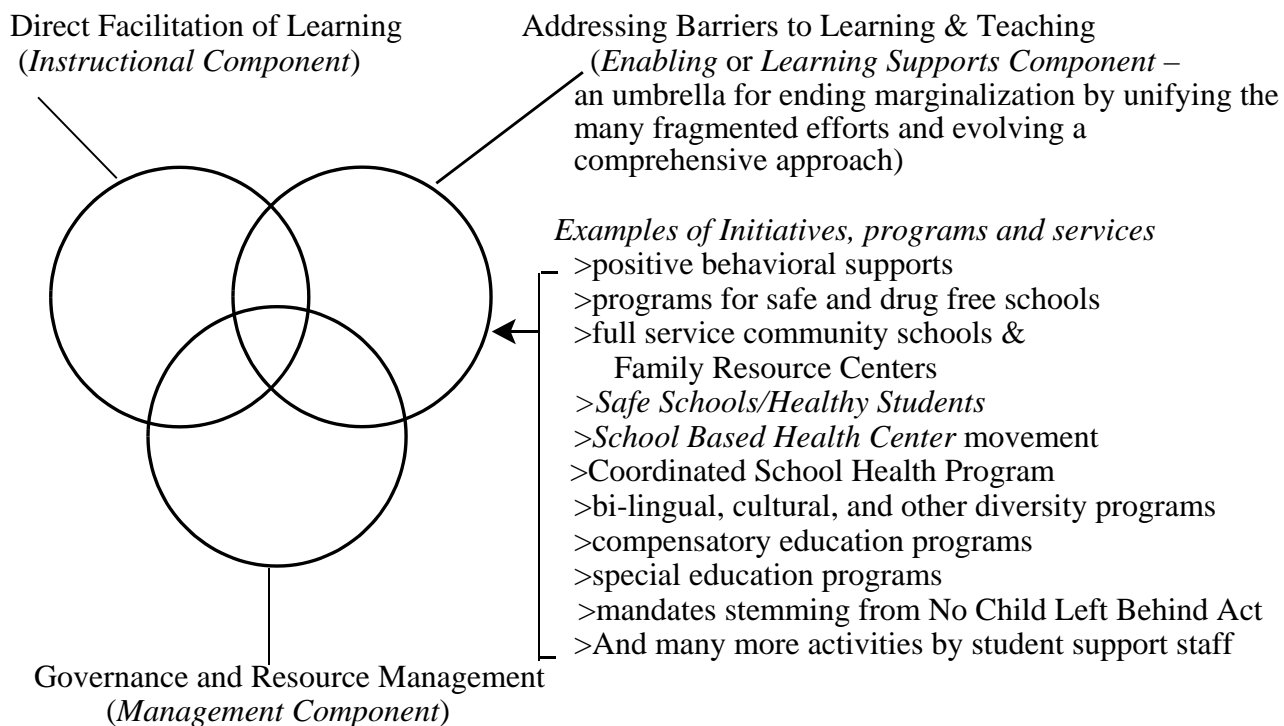 Direct Facilitation of Learning
(Instructional Component)
Addressing Barriers to Learning & Teaching
(Enabling or Learning Supports Component –
an umbrella for ending marginalization by unifying the
many fragmented efforts and evolving a
comprehensive approach)
Examples of Initiatives, programs and services
>positive behavioral supports
>programs for safe and drug free schools
>full service community schools &
Family Resource Centers
>Safe Schools/Healthy Students
>School Based Health Center movement
>Coordinated School Health Program
>bi-lingual, cultural, and other diversity programs
>compensatory education programs
>special education programs
>mandates stemming from No Child Left Behind Act
>And many more activities by student support staff
Governance and Resource Management
(Management Component)